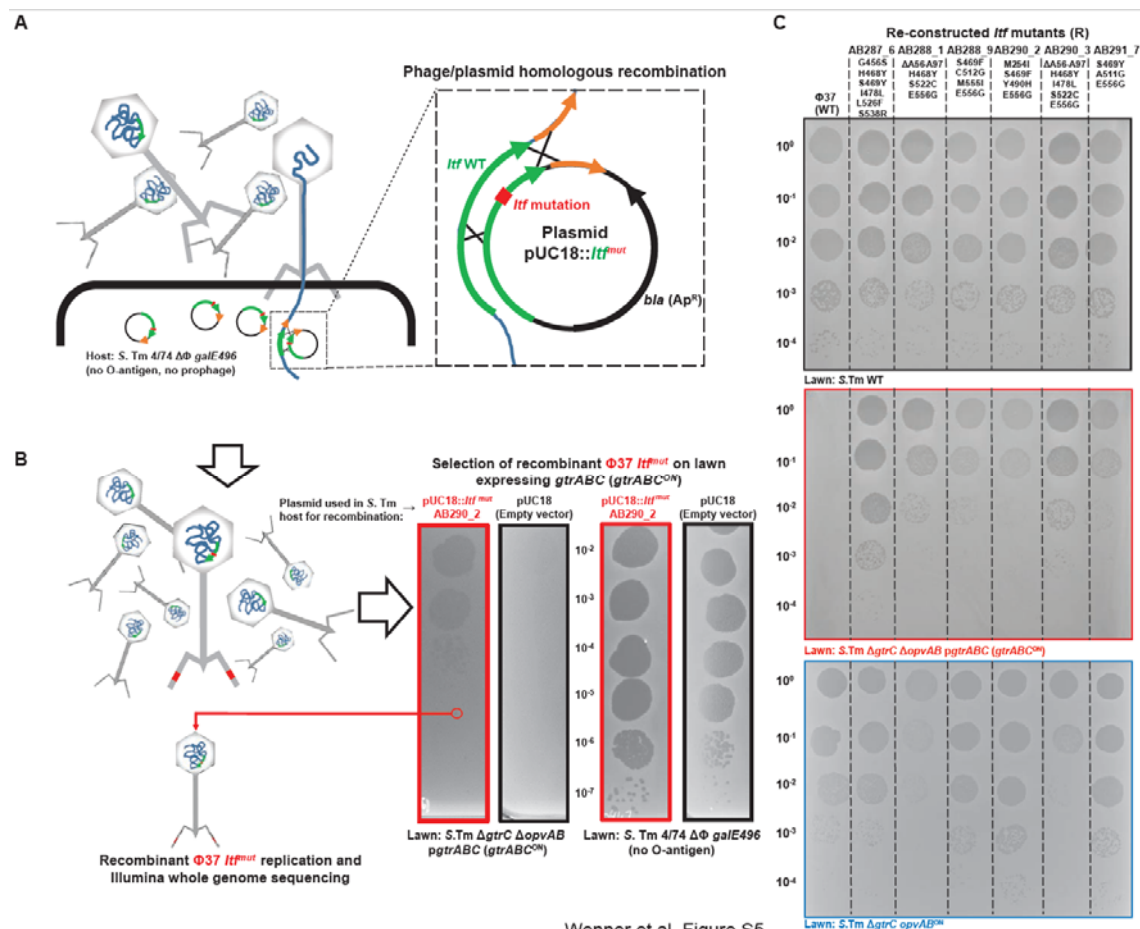 A
Phage/plasmid homologous recombination
ltf WT
ltf mutation
Plasmid
pUC18::ltfmut
bla (ApR)
Host: S. Tm 4/74 ΔΦ galE496
(no O-antigen, no prophage)
B
Selection of recombinant Φ37 ltfmut on lawn
expressing gtrABC (gtrABCON)
Plasmid used in S. Tm
host for recombination:
pUC18::ltf mut
AB290_2
pUC18
(Empty vector)
pUC18::ltf mut
AB290_2
pUC18
(Empty vector)
10-2
10-3
10-4
10-5
10-6
10-7
Lawn: S.Tm ΔgtrC ΔopvAB
pgtrABC (gtrABCON)
Lawn: S. Tm 4/74 ΔΦ galE496
(no O-antigen)
Recombinant Φ37 ltfmut replication and
Illumina whole genome sequencing
C
Re-constructed ltf mutants (R)
Φ37
(WT)
AB287_6
G456S
H468Y
S469Y
I478L
L526F
S538R
AB288_1
ΔA56-A97
H468Y
S522C
E556G
AB288_9
S469F
C512G
M555I
E556G
AB290_2
M254I
S469F
Y490H
E556G
AB290_3
ΔA56-A97
H468Y
I478L
S522C
E556G
AB291_7
S469Y
A511G
E556G
100
10-1
10-2
10-3
10-4
Lawn: S.Tm WT
100
10-1
10-2
10-3
10-4
Lawn: S.Tm ΔgtrC ΔopvAB pgtrABC (gtrABCON)
100
10-1
10-2
10-3
10-4
Lawn: S.Tm ΔgtrC opvABON
et al. Figure S5